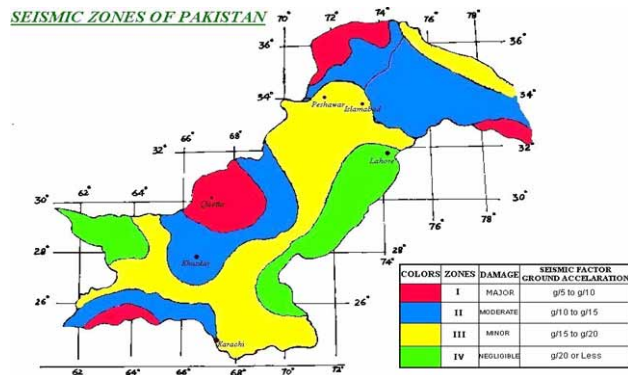 SEISMIC ZONES OF PAKISTAN
70° 72° 74° 76° 78°
36° 36°
34° 34°
Peshawar
Islamabad
66 68
32° 32°
Lahore
62 64
30° 30°
Quetta
76° 78°
28° 28°
Khuzdar
74°
26° 26°
Karachi
62° 64° 66° 68° 70° 72°
COLORS ZONES DAMAGE SEISMIC FACTOR GROUND ACCELARATION
I MAJOR g/5 to g/10
II MODERATE g/10 to g/15
III MINOR g/15 to g/20
IV NEGLIGIBLE g/20 or Less